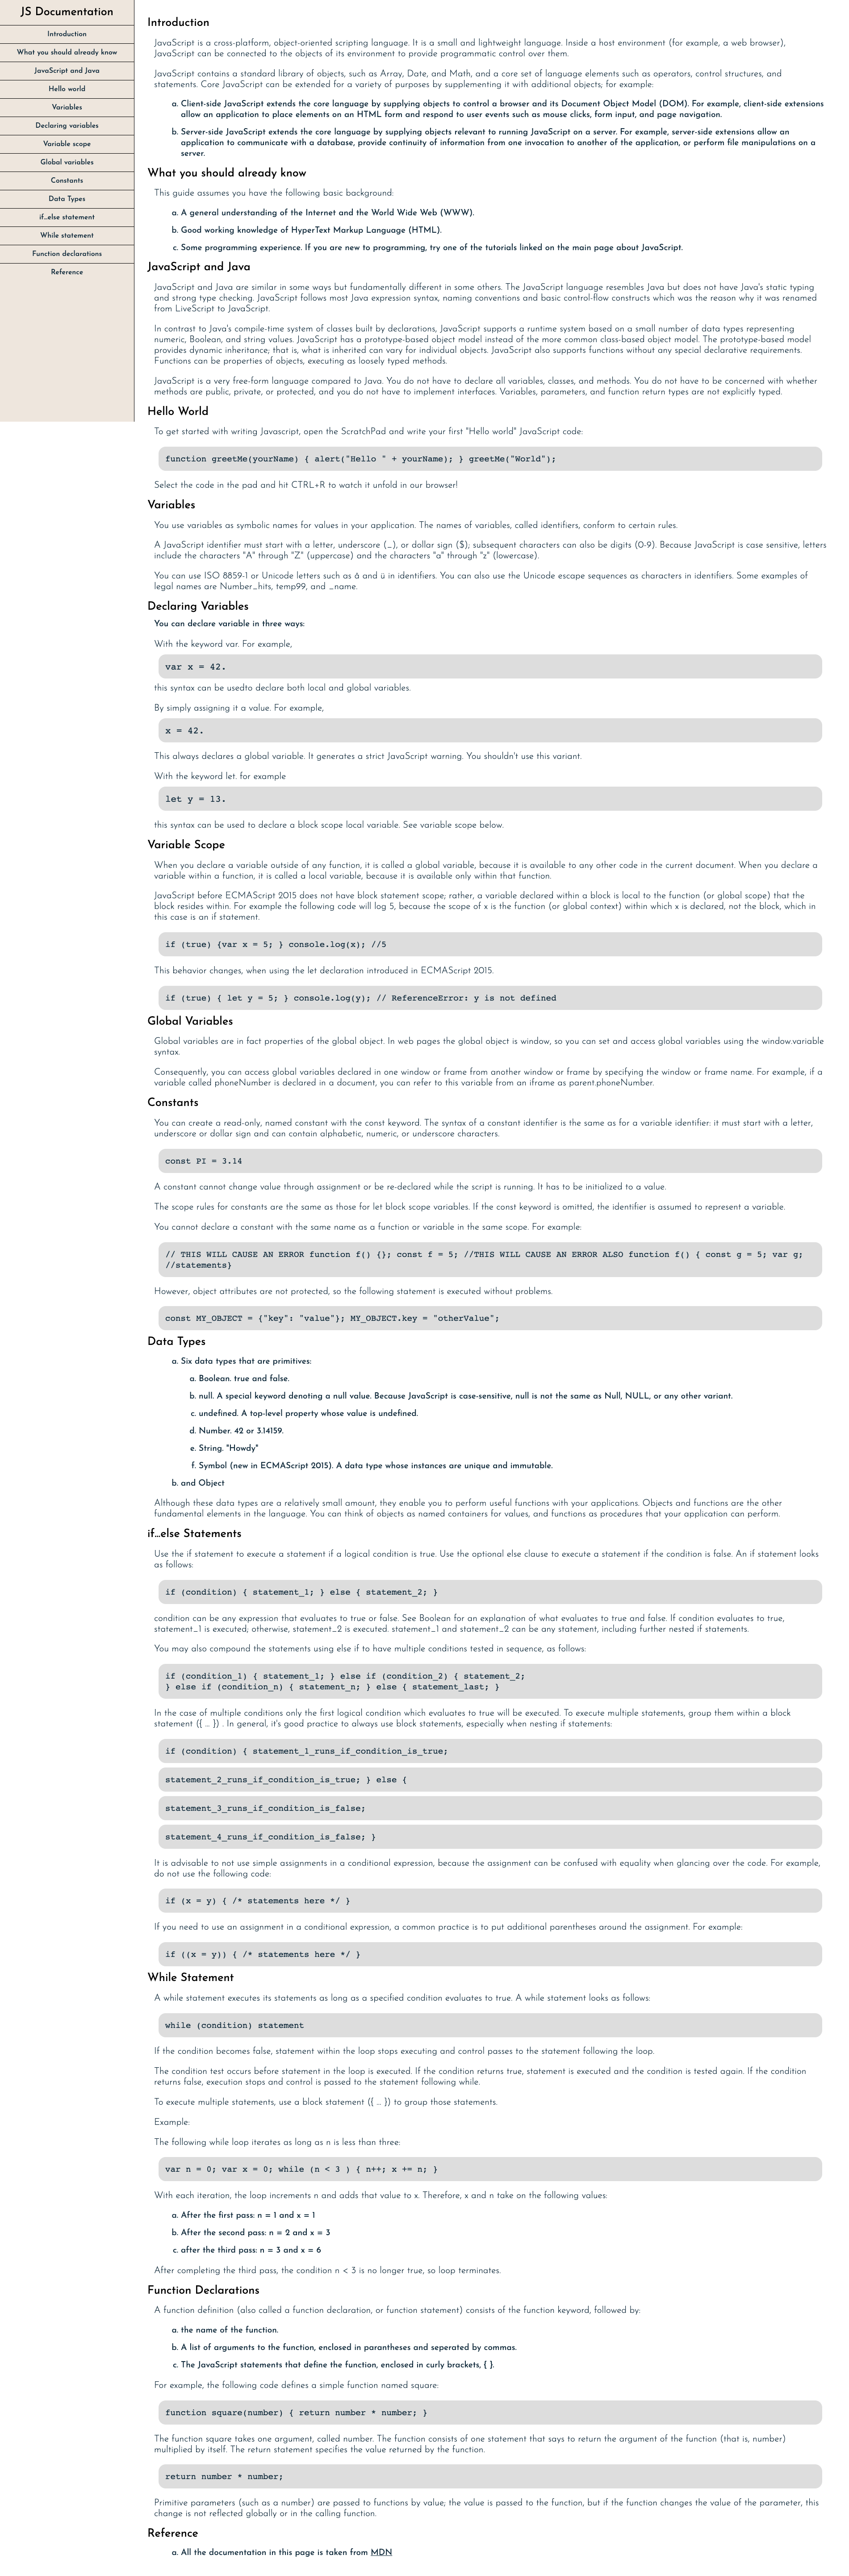 JS Documentation
Introduction
What you should already know
JavaScript and Java
Hello world
Variables
Declaring variables
Variable scope
Global variables
Constants
Data Types
if...else statement
While statement
Function declarations
Reference
Introduction
JavaScript is a cross-platform, object-oriented scripting language. It is a small and lightweight language. Inside a host environment (for example, a web browser),
JavaScript can be connected to the objects of its environment to provide programmatic control over them.
JavaScript contains a standard library of objects, such as Array, Date, and Math, and a core set of language elements such as operators, control structures, and
statements. Core JavaScript can be extended for a variety of purposes by supplementing it with additional objects; for example:
a. Client-side JavaScript extends the core language by supplying objects to control a browser and its Document Object Model (DOM). For example, client-side extensions
allow an application to place elements on an HTML form and respond to user events such as mouse clicks, form input, and page navigation.
b. Server-side JavaScript extends the core language by supplying objects relevant to running JavaScript on a server. For example, server-side extensions allow an
application to communicate with a database, provide continuity of information from one invocation to another of the application, or perform file manipulations on a
server.
What you should already know
This guide assumes you have the following basic background:
a. A general understanding of the Internet and the World Wide Web (WWW).
b. Good working knowledge of HyperText Markup Language (HTML).
c. Some programming experience. If you are new to programming, try one of the tutorials linked on the main page about JavaScript.
JavaScript and Java
JavaScript and Java are similar in some ways but fundamentally different in some others. The JavaScript language resembles Java but does not have Java's static typing
and strong type checking. JavaScript follows most Java expression syntax, naming conventions and basic control-flow constructs which was the reason why it was renamed
from LiveScript to JavaScript.
In contrast to Java's compile-time system of classes built by declarations, JavaScript supports a runtime system based on a small number of data types representing
numeric, Boolean, and string values. JavaScript has a prototype-based object model instead of the more common class-based object model. The prototype-based model
provides dynamic inheritance; that is, what is inherited can vary for individual objects. JavaScript also supports functions without any special declarative requirements.
Functions can be properties of objects, executing as loosely typed methods.
JavaScript is a very free-form language compared to Java. You do not have to declare all variables, classes, and methods. You do not have to be concerned with whether
methods are public, private, or protected, and you do not have to implement interfaces. Variables, parameters, and function return types are not explicitly typed.
Hello World
To get started with writing Javascript, open the ScratchPad and write your first "Hello world" JavaScript code:
function greetMe(yourName) { alert("Hello " + yourName); } greetMe("World");
Select the code in the pad and hit CTRL+R to watch it unfold in our browser!
Variables
You use variables as symbolic names for values in your application. The names of variables, called identifiers, conform to certain rules.
A JavaScript identifier must start with a letter, underscore (_), or dollar sign ($); subsequent characters can also be digits (0-9). Because JavaScript is case sensitive, letters
include the characters "A" through "Z" (uppercase) and the characters "a" through "z" (lowercase).
You can use ISO 8859-1 or Unicode letters such as å and ü in identifiers. You can also use the Unicode escape sequences as characters in identifiers. Some examples of
legal names are Number_hits, temp99, and _name.
Declaring Variables
You can declare variable in three ways:
With the keyword var. For example,
var x = 42.
this syntax can be usedto declare both local and global variables.
By simply assigning it a value. For example,
x = 42.
This always declares a global variable. It generates a strict JavaScript warning. You shouldn't use this variant.
With the keyword let. for example
let y = 13.
this syntax can be used to declare a block scope local variable. See variable scope below.
Variable Scope
When you declare a variable outside of any function, it is called a global variable, because it is available to any other code in the current document. When you declare a
variable within a function, it is called a local variable, because it is available only within that function.
JavaScript before ECMAScript 2015 does not have block statement scope; rather, a variable declared within a block is local to the function (or global scope) that the
block resides within. For example the following code will log 5, because the scope of x is the function (or global context) within which x is declared, not the block, which in
this case is an if statement.
if (true) {var x = 5; } console.log(x); //5
This behavior changes, when using the let declaration introduced in ECMAScript 2015.
if (true) { let y = 5; } console.log(y); // ReferenceError: y is not defined
Global Variables
Global variables are in fact properties of the global object. In web pages the global object is window, so you can set and access global variables using the window.variable
syntax.
Consequently, you can access global variables declared in one window or frame from another window or frame by specifying the window or frame name. For example, if a
variable called phoneNumber is declared in a document, you can refer to this variable from an iframe as parent.phoneNumber.
Constants
You can create a read-only, named constant with the const keyword. The syntax of a constant identifier is the same as for a variable identifier: it must start with a letter,
underscore or dollar sign and can contain alphabetic, numeric, or underscore characters.
const PI = 3.14
A constant cannot change value through assignment or be re-declared while the script is running. It has to be initialized to a value.
The scope rules for constants are the same as those for let block scope variables. If the const keyword is omitted, the identifier is assumed to represent a variable.
You cannot declare a constant with the same name as a function or variable in the same scope. For example:
// THIS WILL CAUSE AN ERROR function f() {}; const f = 5; //THIS WILL CAUSE AN ERROR ALSO function f() { const g = 5; var g;
//statements}
However, object attributes are not protected, so the following statement is executed without problems.
const MY_OBJECT = {"key": "value"}; MY_OBJECT.key = "otherValue";
Data Types
a. Six data types that are primitives:
a. Boolean. true and false.
b. null. A special keyword denoting a null value. Because JavaScript is case-sensitive, null is not the same as Null, NULL, or any other variant.
c. undefined. A top-level property whose value is undefined.
d. Number. 42 or 3.14159.
e. String. "Howdy"
f. Symbol (new in ECMAScript 2015). A data type whose instances are unique and immutable.
b. and Object
Although these data types are a relatively small amount, they enable you to perform useful functions with your applications. Objects and functions are the other
fundamental elements in the language. You can think of objects as named containers for values, and functions as procedures that your application can perform.
if...else Statements
Use the if statement to execute a statement if a logical condition is true. Use the optional else clause to execute a statement if the condition is false. An if statement looks
as follows:
if (condition) { statement_1; } else { statement_2; }
condition can be any expression that evaluates to true or false. See Boolean for an explanation of what evaluates to true and false. If condition evaluates to true,
statement_1 is executed; otherwise, statement_2 is executed. statement_1 and statement_2 can be any statement, including further nested if statements.
You may also compound the statements using else if to have multiple conditions tested in sequence, as follows:
if (condition_1) { statement_1; } else if (condition_2) { statement_2;
} else if (condition_n) { statement_n; } else { statement_last; }
In the case of multiple conditions only the first logical condition which evaluates to true will be executed. To execute multiple statements, group them within a block
statement ({ ... }) . In general, it's good practice to always use block statements, especially when nesting if statements:
if (condition) { statement_1_runs_if_condition_is_true;
statement_2_runs_if_condition_is_true; } else {
statement_3_runs_if_condition_is_false;
statement_4_runs_if_condition_is_false; }
It is advisable to not use simple assignments in a conditional expression, because the assignment can be confused with equality when glancing over the code. For example,
do not use the following code:
if (x = y) { /* statements here */ }
If you need to use an assignment in a conditional expression, a common practice is to put additional parentheses around the assignment. For example:
if ((x = y)) { /* statements here */ }
While Statement
A while statement executes its statements as long as a specified condition evaluates to true. A while statement looks as follows:
while (condition) statement
If the condition becomes false, statement within the loop stops executing and control passes to the statement following the loop.
The condition test occurs before statement in the loop is executed. If the condition returns true, statement is executed and the condition is tested again. If the condition
returns false, execution stops and control is passed to the statement following while.
To execute multiple statements, use a block statement ({ ... }) to group those statements.
Example:
The following while loop iterates as long as n is less than three:
var n = 0; var x = 0; while (n < 3 ) { n++; x += n; }
With each iteration, the loop increments n and adds that value to x. Therefore, x and n take on the following values:
a. After the first pass: n = 1 and x = 1
b. After the second pass: n = 2 and x = 3
c. after the third pass: n = 3 and x = 6
After completing the third pass, the condition n < 3 is no longer true, so loop terminates.
Function Declarations
A function definition (also called a function declaration, or function statement) consists of the function keyword, followed by:
a. the name of the function.
b. A list of arguments to the function, enclosed in parantheses and seperated by commas.
c. The JavaScript statements that define the function, enclosed in curly brackets, { }.
For example, the following code defines a simple function named square:
function square(number) { return number * number; }
The function square takes one argument, called number. The function consists of one statement that says to return the argument of the function (that is, number)
multiplied by itself. The return statement specifies the value returned by the function.
return number * number;
Primitive parameters (such as a number) are passed to functions by value; the value is passed to the function, but if the function changes the value of the parameter, this
change is not reflected globally or in the calling function.
Reference
a. All the documentation in this page is taken from MDN